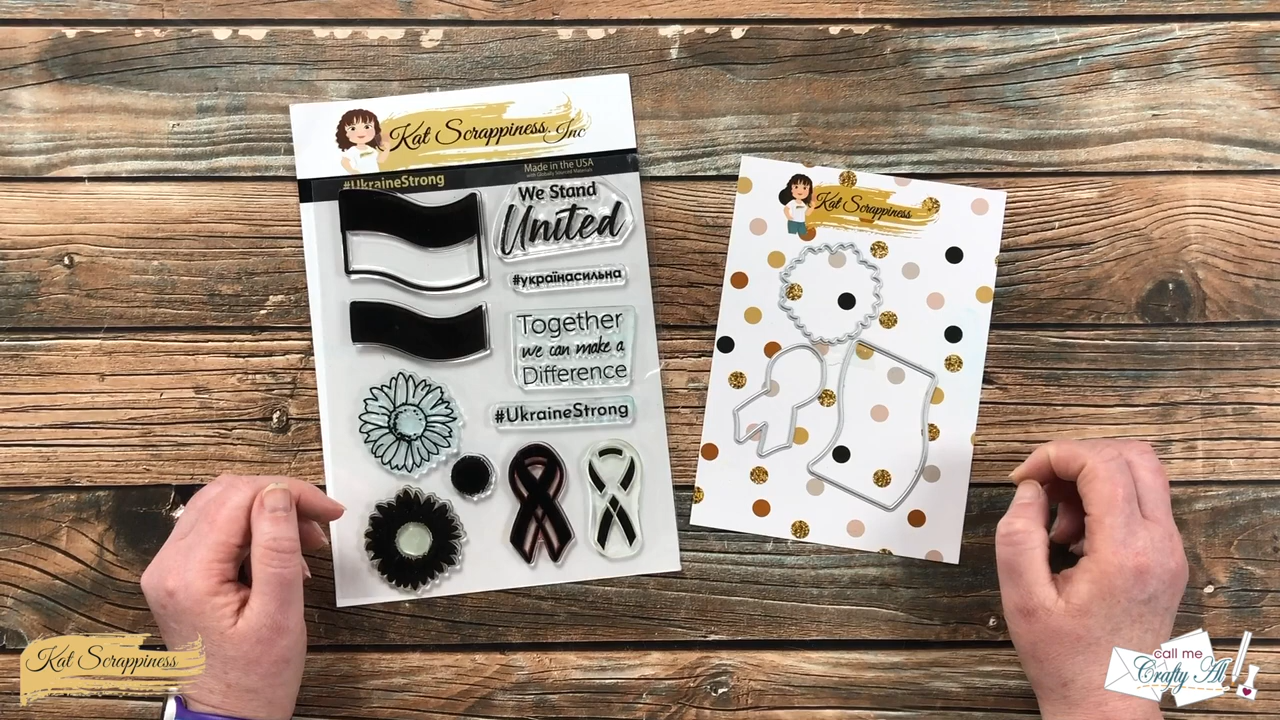 Kat Scrappiness, Inc
#UkraineStrong
Made in the USA
with Globally Sourced Materials
We Stand
United
#українасильна
Together
we can make a
Difference
#UkraineStrong
Kat Scrappiness
Kat Scrappiness
call me
Crafty Al